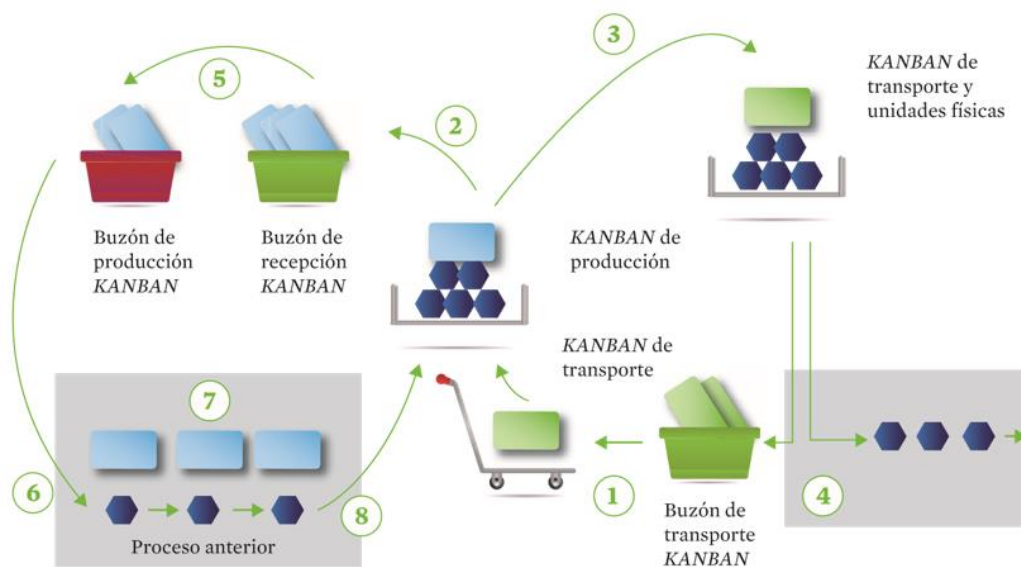 3
KANBAN de
transporte y
unidades físicas
5
2
Buzón de
producción
KANBAN
Buzón de
recepción
KANBAN
KANBAN de
producción
KANBAN de
transporte
7
6
8
1
4
Proceso anterior
Buzón de
transporte
KANBAN